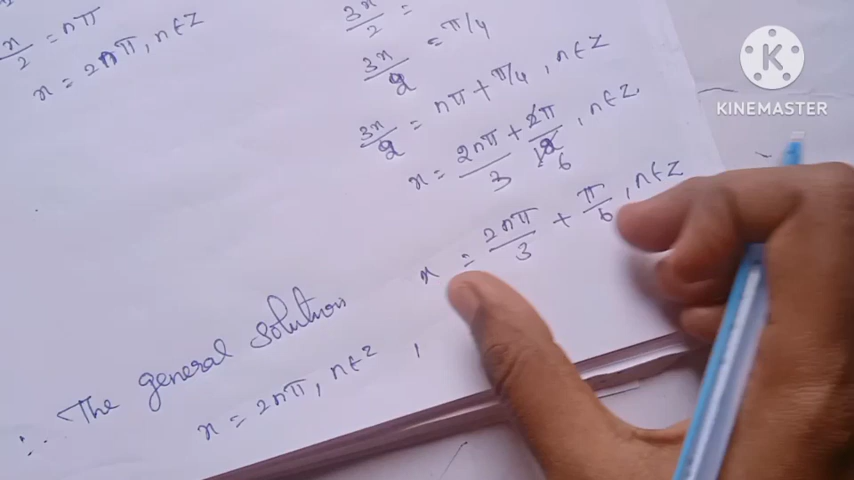 x/2 = nπ
x = 2nπ, n∈Z
3x/2 =
3x/2 = π/4
3x/2 = nπ + π/4, n∈Z
x = 2nπ/3 + 2π/12 6, n∈Z
x = 2nπ/3 + π/6, n∈Z
∴ The general solution
x = 2nπ, n∈Z ,
KINEMASTER